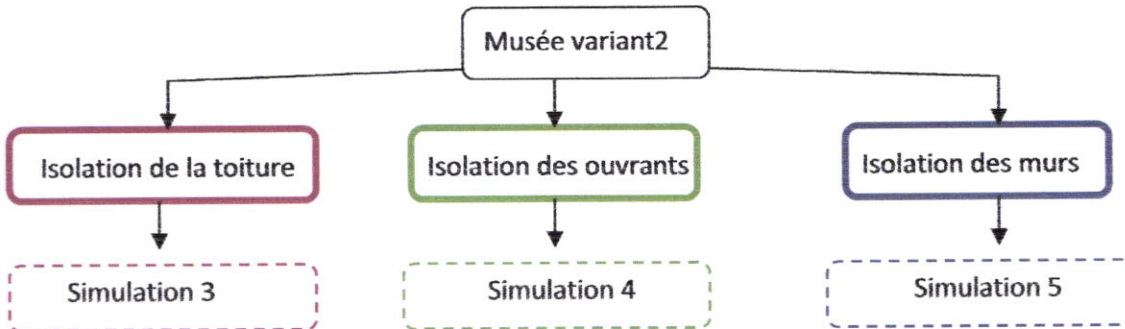 Musée variant2
Isolation de la toiture
Isolation des ouvrants
Isolation des murs
Simulation 3
Simulation 4
Simulation 5